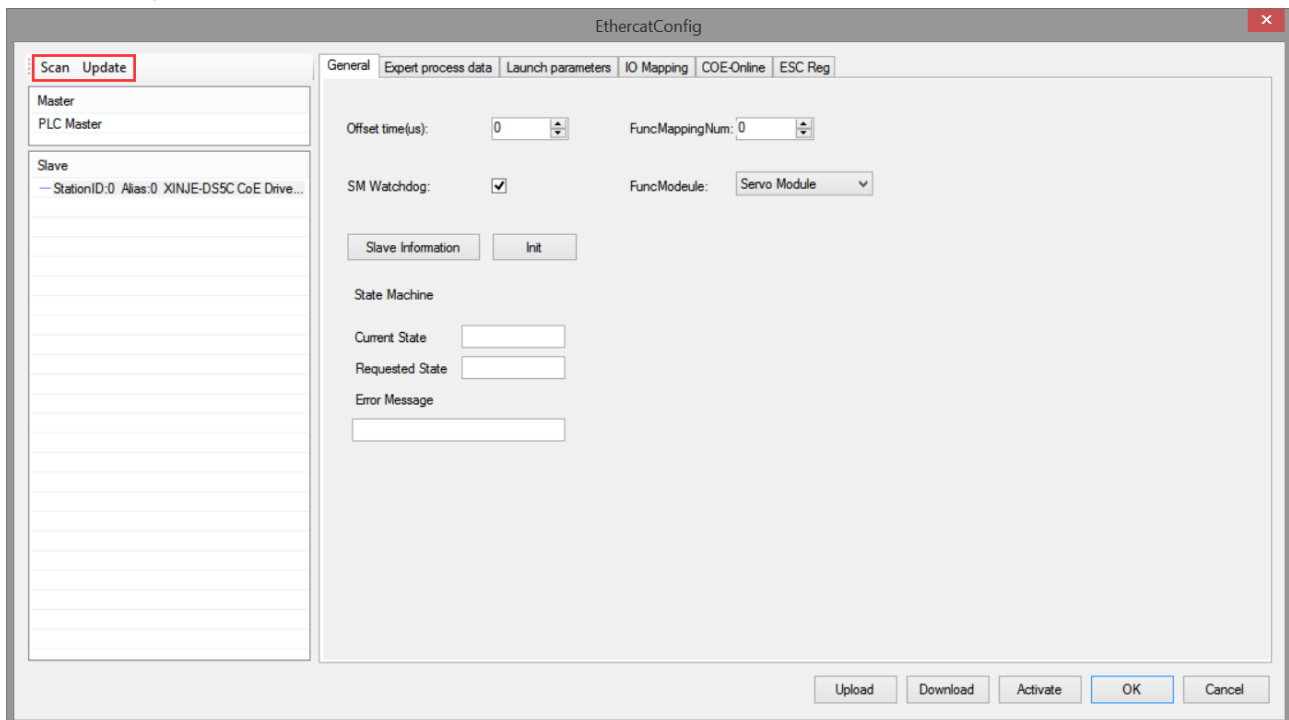 EthercatConfig
Scan Update
Master
PLC Master
Slave
StationID:0 Alias:0 XINJE-DS5C CoE Drive...
General Expert process data Launch parameters IO Mapping COE-Online ESC Reg
Offset time(us): 0 FuncMappingNum: 0
SM Watchdog: FuncModeule: Servo Module
Slave Information Init
State Machine
Current State
Requested State
Error Message
Upload Download Activate OK Cancel